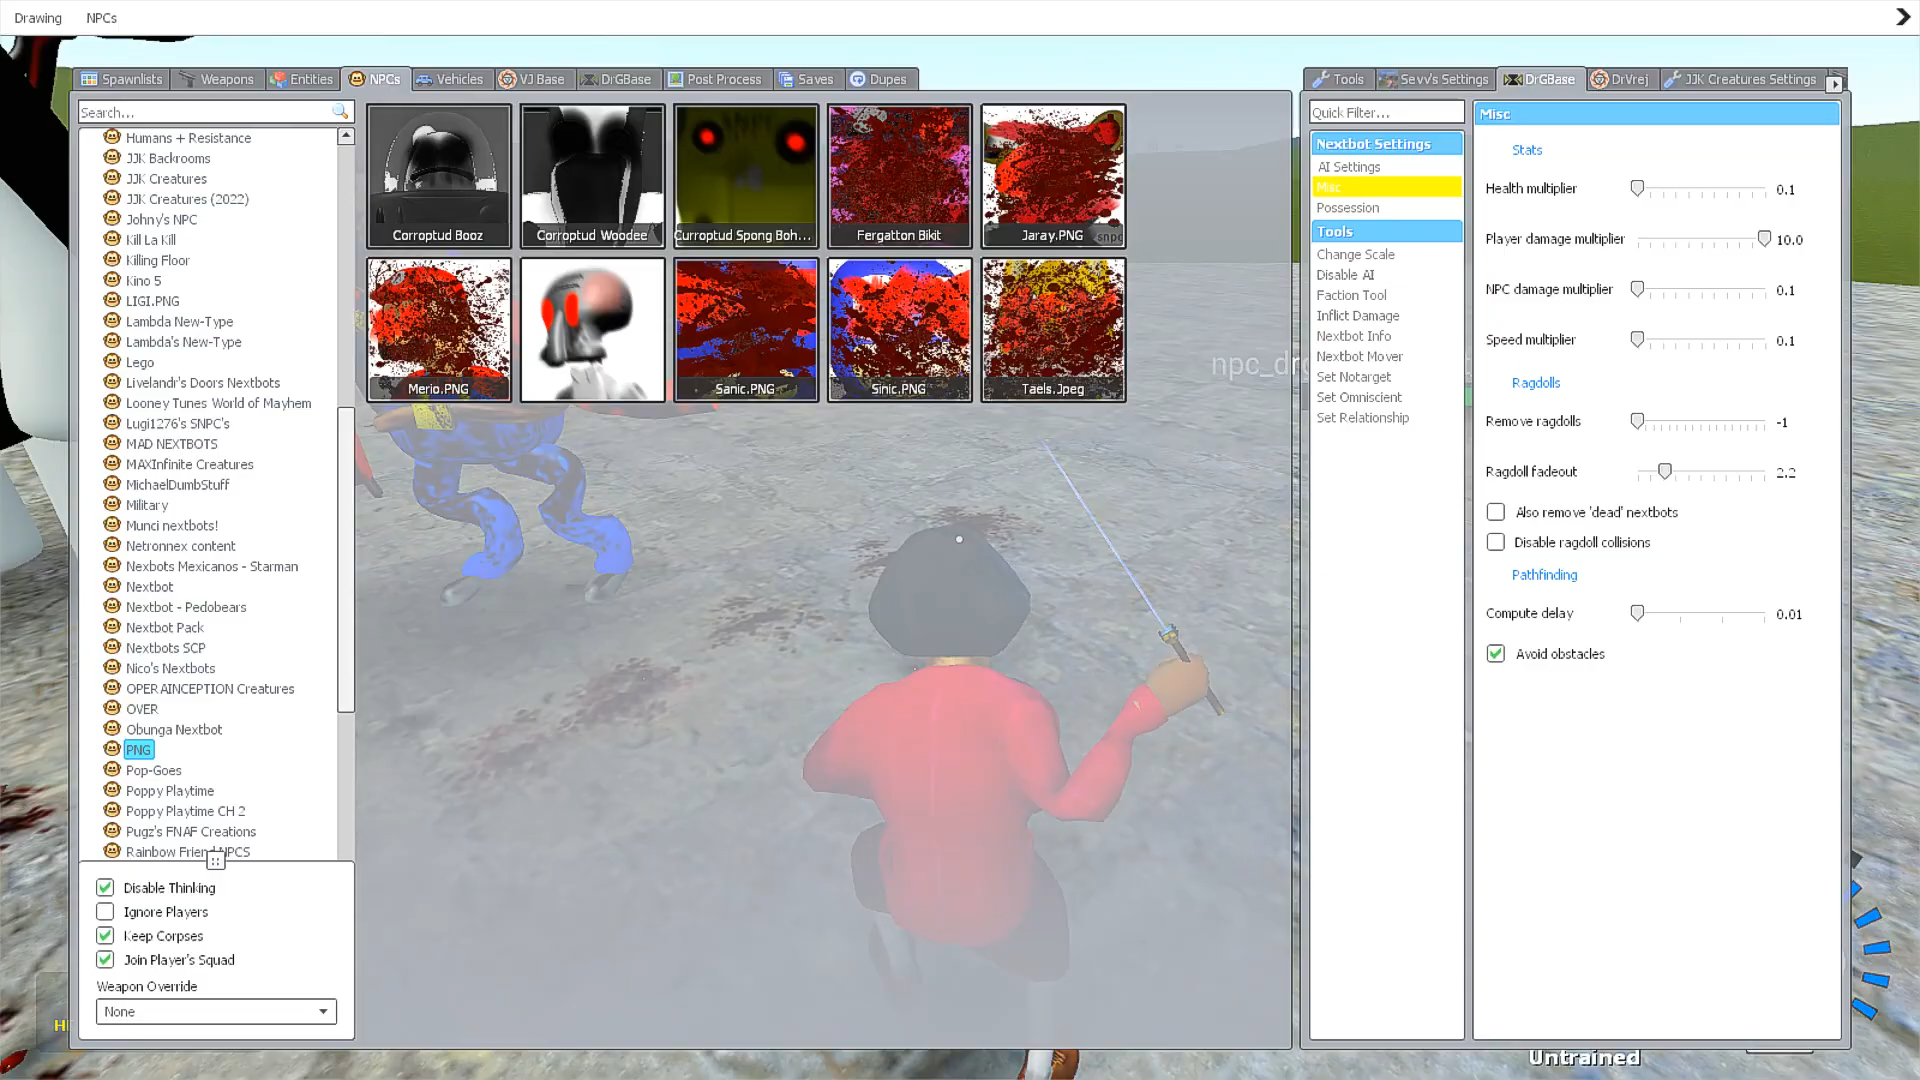 Drawing NPCs
Spawnlists Weapons Entities NPCs Vehicles VJ Base DrGBase Post Process Saves Dupes
Search...
Humans + Resistance
JJK Backrooms
JJK Creatures
JJK Creatures (2022)
Johny's NPC
Kill La Kill
Killing Floor
Kino 5
LIGI.PNG
Lambda New-Type
Lambda's New-Type
Lego
Livelandr's Doors Nextbots
Looney Tunes World of Mayhem
Lugi1276's SNPC's
MAD NEXTBOTS
MAXInfinite Creatures
MichaelDumbStuff
Military
Munci nextbots!
Netronnex content
Nexbots Mexicanos - Starman
Nextbot
Nextbot - Pedobears
Nextbot Pack
Nextbots SCP
Nico's Nextbots
OPERAINCEPTION Creatures
OVER
Obunga Nextbot
PNG
Pop-Goes
Poppy Playtime
Poppy Playtime CH 2
Pugz's FNAF Creations
Rainbow Friend NPCS
Disable Thinking
Ignore Players
Keep Corpses
Join Player's Squad
Weapon Override
None
Corroptud Booz
Corroptud Woodee
Curroptud Spong Boh...
Fergatton Bikit
Jaray.PNG
snpc
Merio.PNG
Sanic.PNG
Sinic.PNG
Taels.Jpeg
npc_dr
Tools Sevv's Settings DrGBase DrVrej JJK Creatures Settings
Quick Filter...
Nextbot Settings
AI Settings
Misc
Possession
Tools
Change Scale
Disable AI
Faction Tool
Inflict Damage
Nextbot Info
Nextbot Mover
Set Notarget
Set Omniscient
Set Relationship
Misc
Stats
Health multiplier 0.1
Player damage multiplier 10.0
NPC damage multiplier 0.1
Speed multiplier 0.1
Ragdolls
Remove ragdolls -1
Ragdoll fadeout 2.2
Also remove 'dead' nextbots
Disable ragdoll collisions
Pathfinding
Compute delay 0.01
Avoid obstacles
Untrained